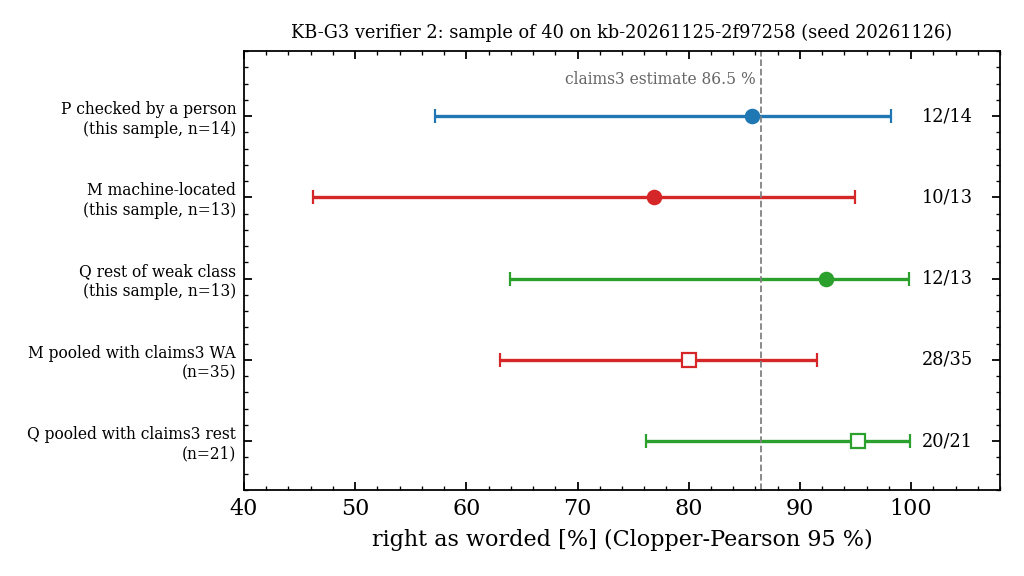 KB-G3 verifier 2: sample of 40 on kb-20261125-2f97258 (seed 20261126)
claims3 estimate 86.5 %
P checked by a person
(this sample, n=14)
12/14
M machine-located
(this sample, n=13)
10/13
Q rest of weak class
(this sample, n=13)
12/13
M pooled with claims3 WA
(n=35)
28/35
Q pooled with claims3 rest
(n=21)
20/21
40 50 60 70 80 90 100
right as worded [%] (Clopper-Pearson 95 %)